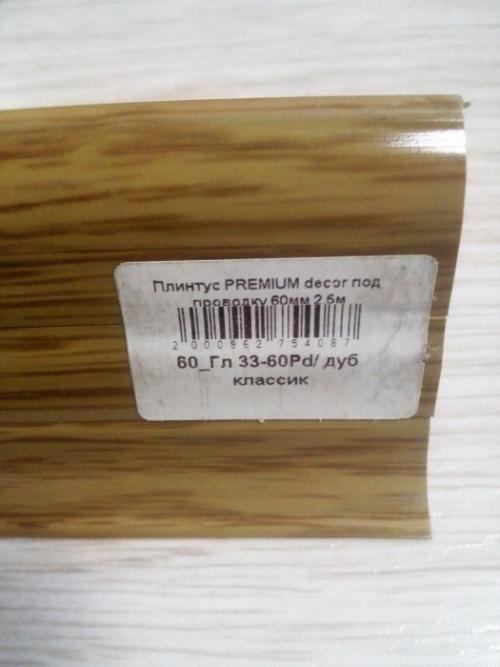 Плинтус PREMIUM decor под
проводку 60мм 2,5м
2 000962 754087
60_Гл 33-60Pd/ дуб
классик